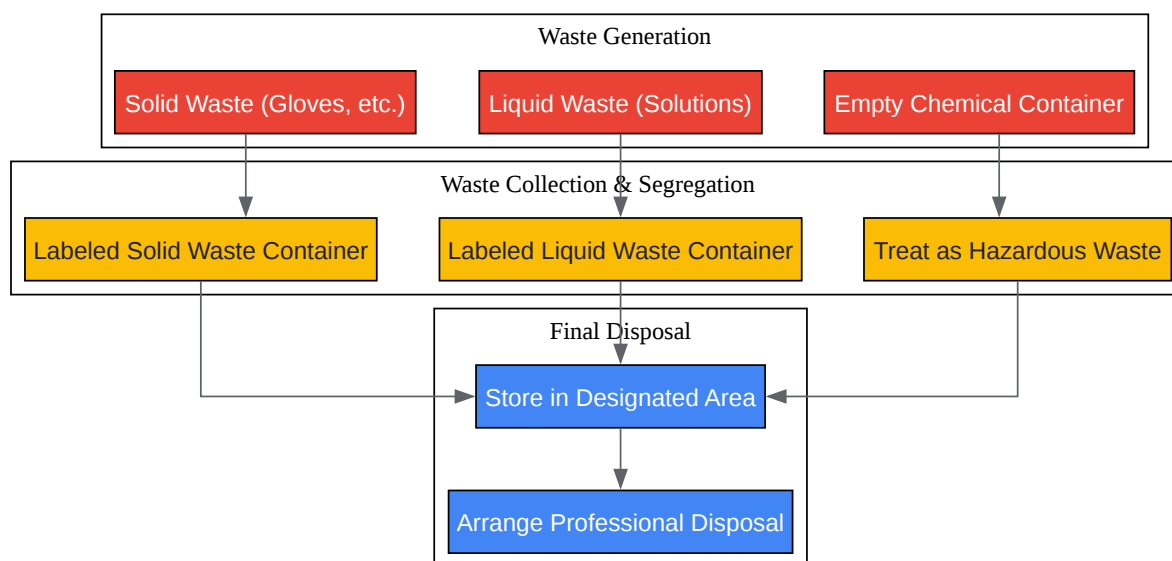 Waste Generation
Solid Waste (Gloves, etc.)
Liquid Waste (Solutions)
Empty Chemical Container
Waste Collection & Segregation
Labeled Solid Waste Container
Labeled Liquid Waste Container
Treat as Hazardous Waste
Final Disposal
Store in Designated Area
Arrange Professional Disposal